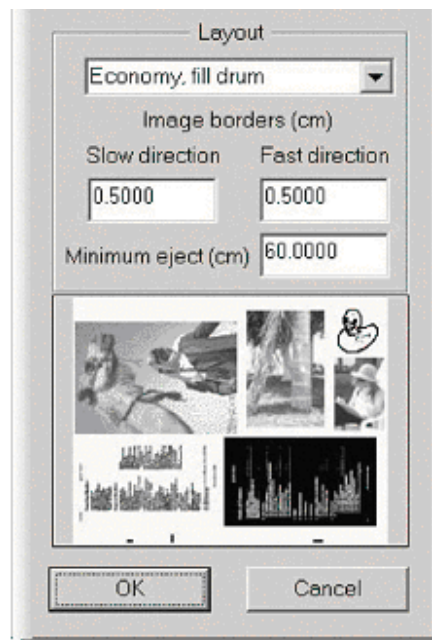 Layout
Economy, fill drum
Image borders (cm)
Slow direction Fast direction
0.5000 0.5000
Minimum eject (cm) 60.0000
OK Cancel